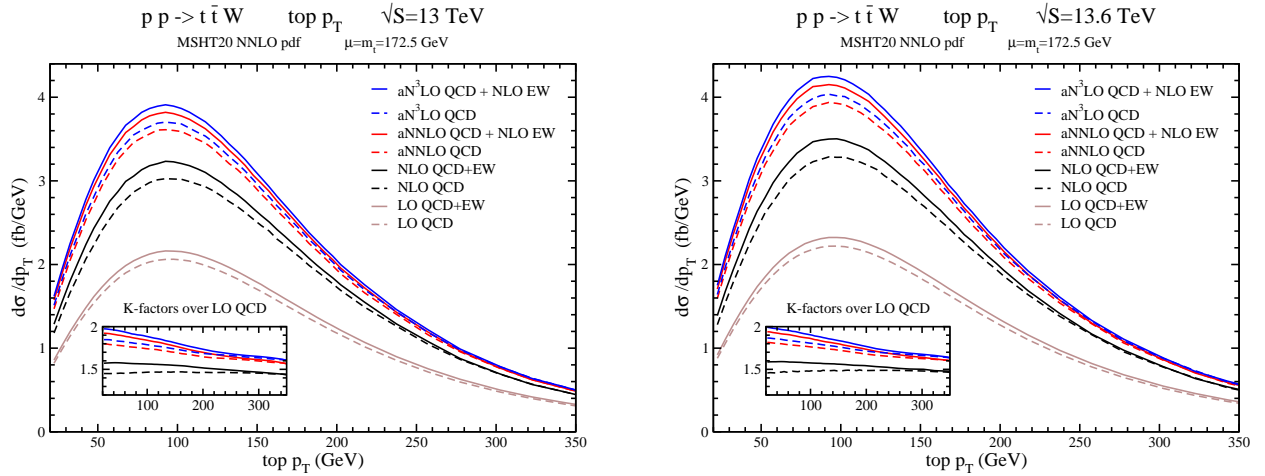 p p -> t t̄ W top p_T √S=13 TeV
MSHT20 NNLO pdf μ=m_t=172.5 GeV
aN³LO QCD + NLO EW
aN³LO QCD
aNNLO QCD + NLO EW
aNNLO QCD
NLO QCD+EW
NLO QCD
LO QCD+EW
LO QCD
dσ/dp_T (fb/GeV)
4
3
2
1
0
K-factors over LO QCD
2
1.5
100 200 300
50 100 150 200 250 300 350
top p_T (GeV)
p p -> t t̄ W top p_T √S=13.6 TeV
MSHT20 NNLO pdf μ=m_t=172.5 GeV
aN³LO QCD + NLO EW
aN³LO QCD
aNNLO QCD + NLO EW
aNNLO QCD
NLO QCD+EW
NLO QCD
LO QCD+EW
LO QCD
dσ/dp_T (fb/GeV)
4
3
2
1
0
K-factors over LO QCD
2
1.5
100 200 300
50 100 150 200 250 300 350
top p_T (GeV)